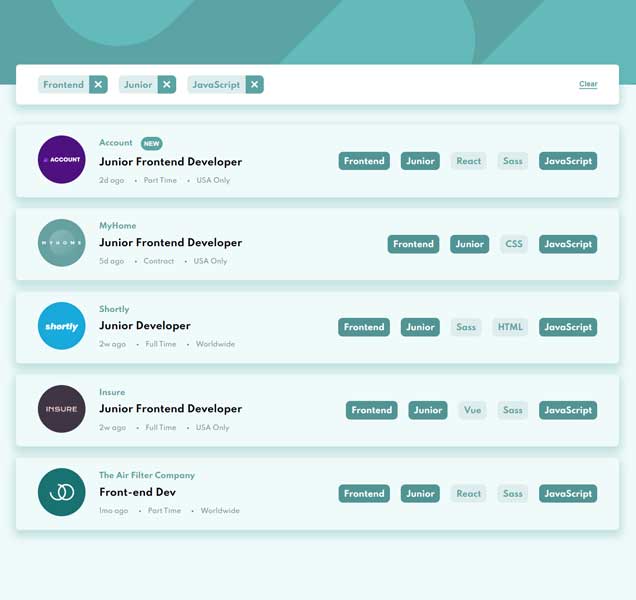 Frontend ✕ Junior ✕ JavaScript ✕ Clear
ACCOUNT
Account NEW
Junior Frontend Developer
2d ago • Part Time • USA Only
Frontend Junior React Sass JavaScript
MYHOME
MyHome
Junior Frontend Developer
5d ago • Contract • USA Only
Frontend Junior CSS JavaScript
shortly
Shortly
Junior Developer
2w ago • Full Time • Worldwide
Frontend Junior Sass HTML JavaScript
INSURE
Insure
Junior Frontend Developer
2w ago • Full Time • USA Only
Frontend Junior Vue Sass JavaScript
The Air Filter Company
Front-end Dev
1mo ago • Part Time • Worldwide
Frontend Junior React Sass JavaScript